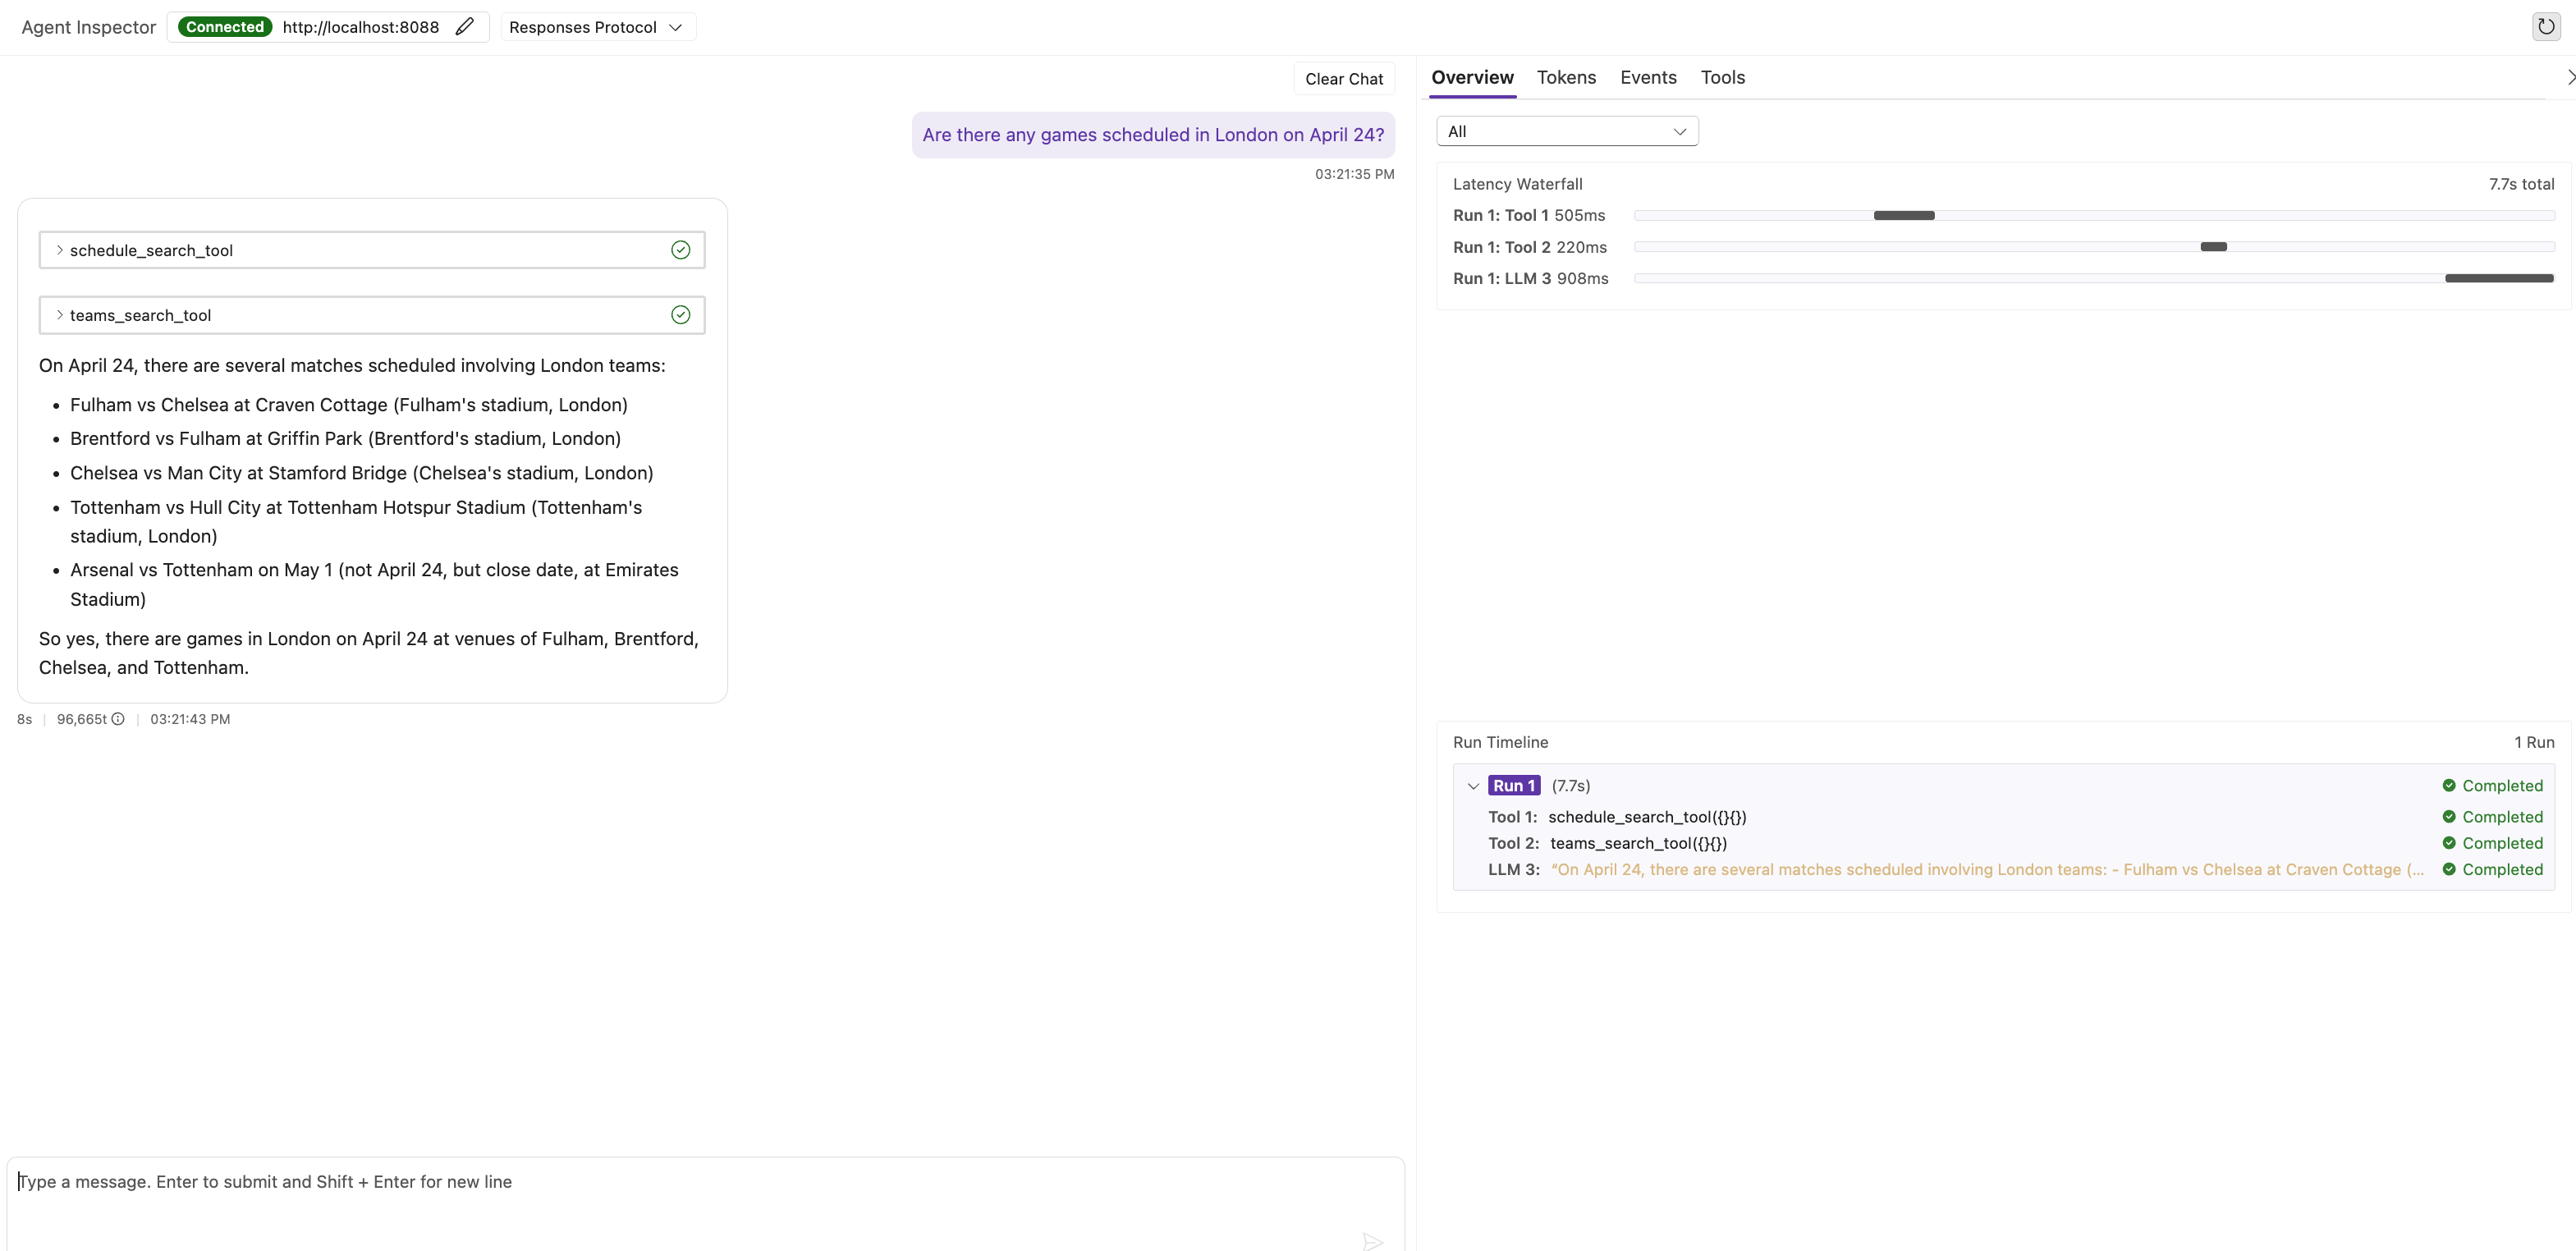 Agent Inspector
Connected http://localhost:8088
Responses Protocol
Clear Chat
Are there any games scheduled in London on April 24?
03:21:35 PM
schedule_search_tool
teams_search_tool
On April 24, there are several matches scheduled involving London teams:
• Fulham vs Chelsea at Craven Cottage (Fulham's stadium, London)
• Brentford vs Fulham at Griffin Park (Brentford's stadium, London)
• Chelsea vs Man City at Stamford Bridge (Chelsea's stadium, London)
• Tottenham vs Hull City at Tottenham Hotspur Stadium (Tottenham's
stadium, London)
• Arsenal vs Tottenham on May 1 (not April 24, but close date, at Emirates
Stadium)
So yes, there are games in London on April 24 at venues of Fulham, Brentford,
Chelsea, and Tottenham.
8s | 96,665t | 03:21:43 PM
Type a message. Enter to submit and Shift + Enter for new line
Overview Tokens Events Tools
All
Latency Waterfall 7.7s total
Run 1: Tool 1 505ms
Run 1: Tool 2 220ms
Run 1: LLM 3 908ms
Run Timeline 1 Run
Run 1 (7.7s) Completed
Tool 1: schedule_search_tool({}{}) Completed
Tool 2: teams_search_tool({}{}) Completed
LLM 3: “On April 24, there are several matches scheduled involving London teams: - Fulham vs Chelsea at Craven Cottage (... Completed